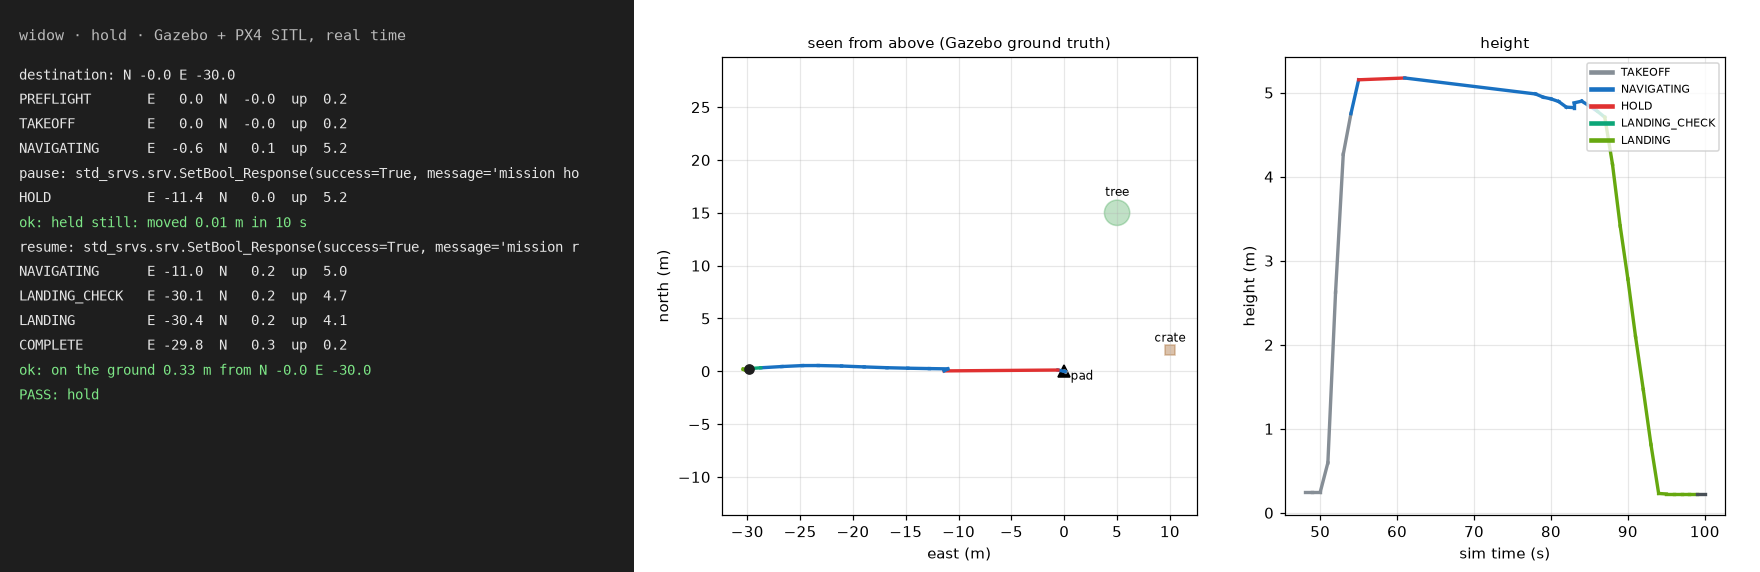 widow · hold · Gazebo + PX4 SITL, real time
destination: N -0.0 E -30.0
PREFLIGHT       E   0.0  N  -0.0  up  0.2
TAKEOFF         E   0.0  N  -0.0  up  0.2
NAVIGATING      E  -0.6  N   0.1  up  5.2
pause: std_srvs.srv.SetBool_Response(success=True, message='mission ho
HOLD            E -11.4  N   0.0  up  5.2
ok: held still: moved 0.01 m in 10 s
resume: std_srvs.srv.SetBool_Response(success=True, message='mission r
NAVIGATING      E -11.0  N   0.2  up  5.0
LANDING_CHECK   E -30.1  N   0.2  up  4.7
LANDING         E -30.4  N   0.2  up  4.1
COMPLETE        E -29.8  N   0.3  up  0.2
ok: on the ground 0.33 m from N -0.0 E -30.0
PASS: hold
seen from above (Gazebo ground truth)
north (m)
25
20
15
10
5
0
−5
−10
tree
crate
pad
−30 −25 −20 −15 −10 −5 0 5 10
east (m)
height
height (m)
5
4
3
2
1
0
TAKEOFF
NAVIGATING
HOLD
LANDING_CHECK
LANDING
50 60 70 80 90 100
sim time (s)